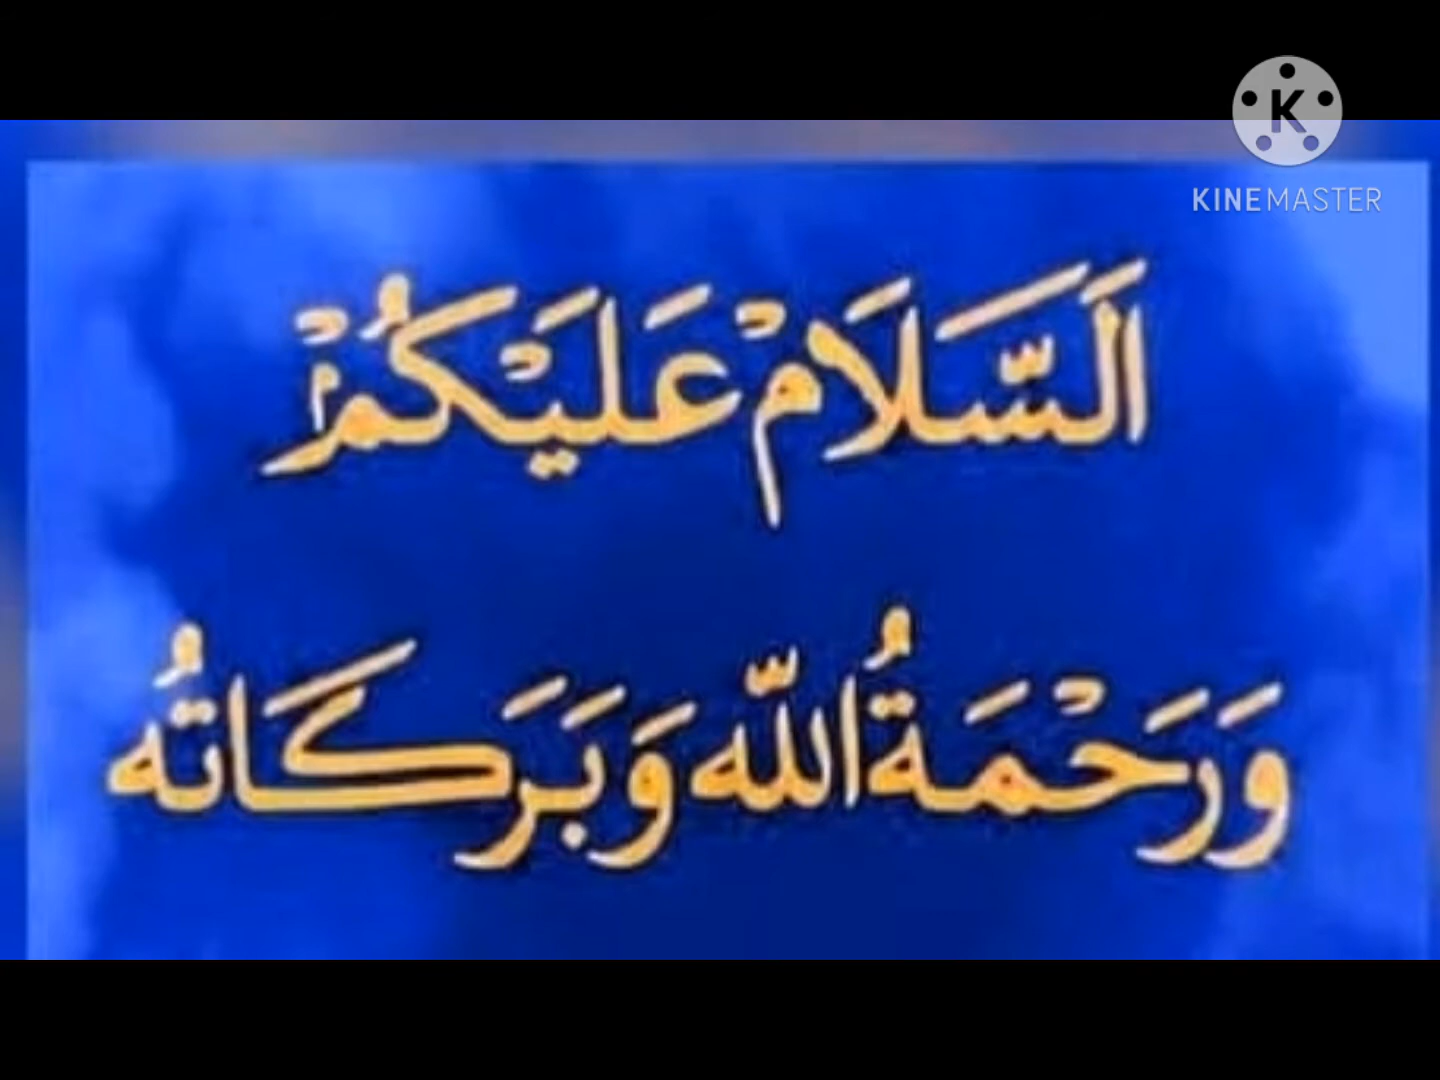 KINEMASTER
اَلسَّلَامْ عَلَيْكُمْ
وَرَحْمَةُ اللّه وَبَرَكَاتُه